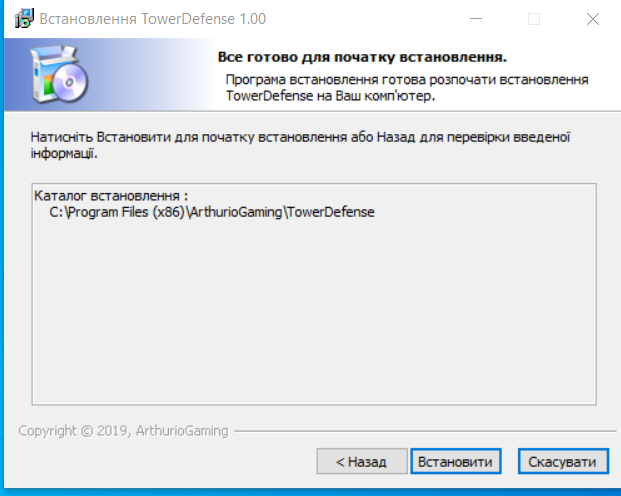 Встановлення TowerDefense 1.00
Все готово для початку встановлення.
Програма встановлення готова розпочати встановлення
TowerDefense на Ваш комп'ютер.
Натисніть Встановити для початку встановлення або Назад для перевірки введеної
інформації.
Каталог встановлення :
C:\Program Files (x86)\ArthurioGaming\TowerDefense
Copyright © 2019, ArthurioGaming
< Назад
Встановити
Скасувати